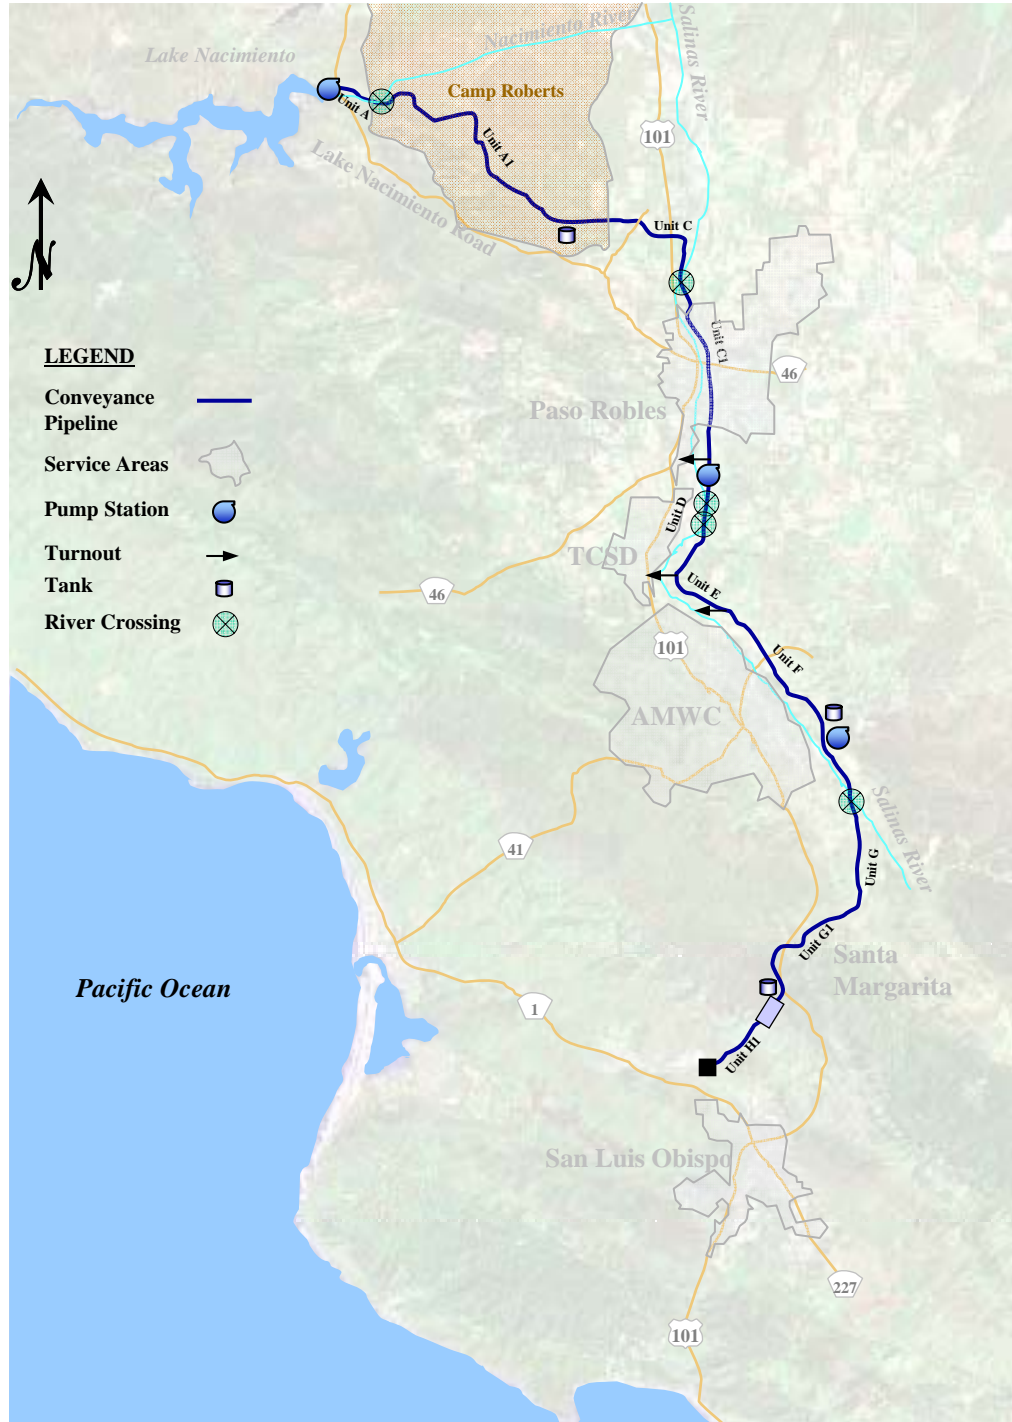 Lake Nacimiento
Nacimiento River
Salinas River
Camp Roberts
Unit A
Unit A1
101
Lake Nacimiento Road
Unit C
N
Unit C1
LEGEND
46
Conveyance
Pipeline
Paso Robles
Service Areas
Pump Station
Unit D
Turnout
TCSD
Tank
Unit E
46
River Crossing
101
Unit F
AMWC
Salinas River
41
Unit G
Unit G1
Santa
Margarita
Pacific Ocean
1
Unit H1
San Luis Obispo
227
101